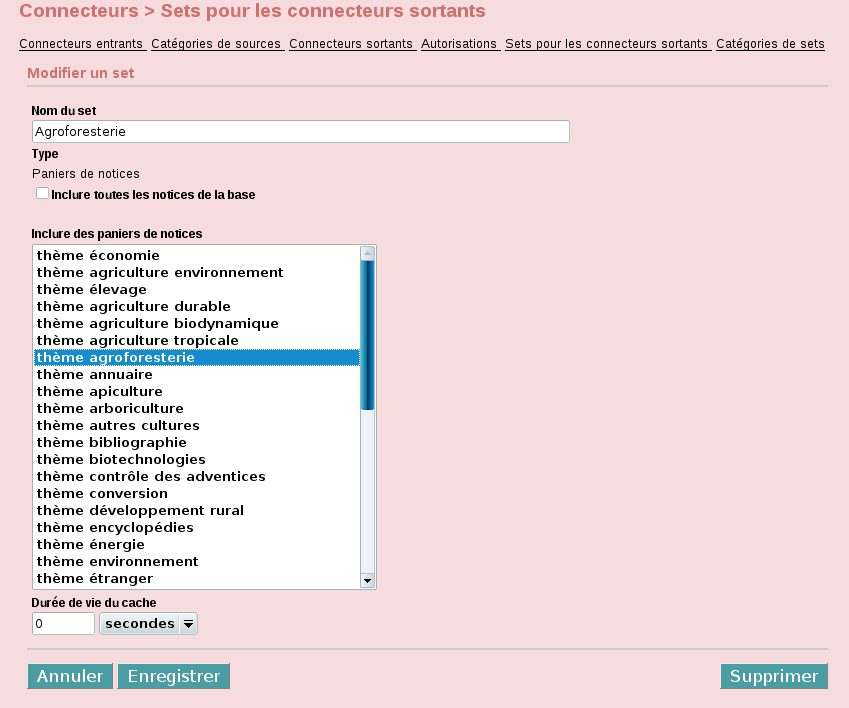 Connecteurs > Sets pour les connecteurs sortants
Connecteurs entrants Catégories de sources Connecteurs sortants Autorisations Sets pour les connecteurs sortants Catégories de sets
Modifier un set
Nom du set
Agroforesterie
Type
Paniers de notices
Inclure toutes les notices de la base
Inclure des paniers de notices
thème économie
thème agriculture environnement
thème élevage
thème agriculture durable
thème agriculture biodynamique
thème agriculture tropicale
thème agroforesterie
thème annuaire
thème apiculture
thème arboriculture
thème autres cultures
thème bibliographie
thème biotechnologies
thème contrôle des adventices
thème conversion
thème développement rural
thème encyclopédies
thème énergie
thème environnement
thème étranger
Durée de vie du cache
0 secondes
Annuler Enregistrer Supprimer